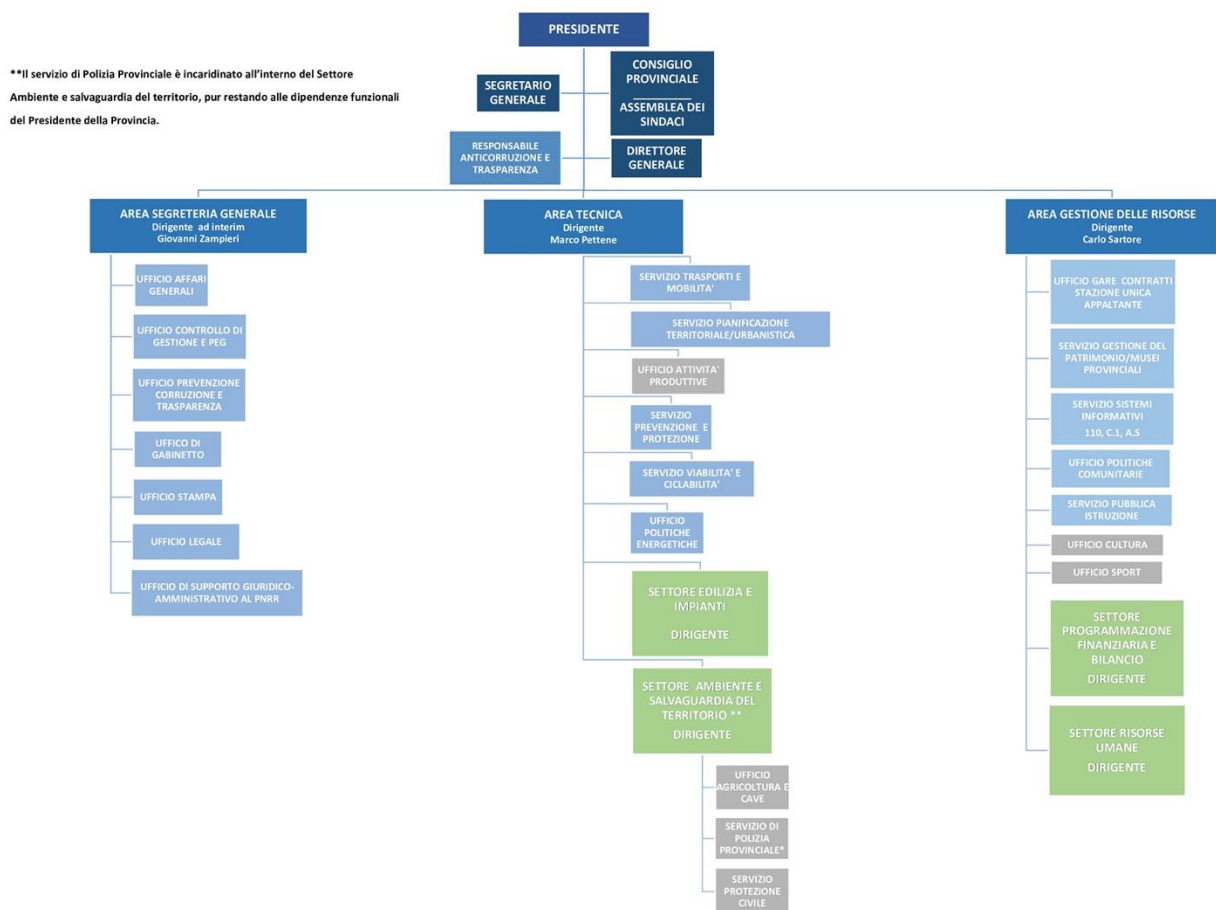 PRESIDENTE
**Il servizio di Polizia Provinciale è incaridinato all'interno del Settore
Ambiente e salvaguardia del territorio, pur restando alle dipendenze funzionali
del Presidente della Provincia.
SEGRETARIO
GENERALE
CONSIGLIO
PROVINCIALE
ASSEMBLEA DEI
SINDACI
RESPONSABILE
ANTICORRUZIONE E
TRASPARENZA
DIRETTORE
GENERALE
AREA SEGRETERIA GENERALE
Dirigente ad interim
Giovanni Zampieri
UFFICIO AFFARI
GENERALI
UFFICIO CONTROLLO DI
GESTIONE E PEG
UFFICIO PREVENZIONE
CORRUZIONE E
TRASPARENZA
UFFICO DI
GABINETTO
UFFICIO STAMPA
UFFICIO LEGALE
UFFICIO DI SUPPORTO GIURIDICO-
AMMINISTRATIVO AL PNRR
AREA TECNICA
Dirigente
Marco Pettene
SERVIZIO TRASPORTI E
MOBILITA'
SERVIZIO PIANIFICAZIONE
TERRITORIALE/URBANISTICA
UFFICIO ATTIVITA'
PRODUTTIVE
SERVIZIO
PREVENZIONE E
PROTEZIONE
SERVIZIO VIABILITA' E
CICLABILITA'
UFFICIO
POLITICHE
ENERGETICHE
SETTORE EDILIZIA E
IMPIANTI
DIRIGENTE
SETTORE AMBIENTE E
SALVAGUARDIA DEL
TERRITORIO **
DIRIGENTE
UFFICIO
AGRICOLTURA E
CAVE
SERVIZIO DI
POLIZIA
PROVINCIALE*
SERVIZIO
PROTEZIONE
CIVILE
AREA GESTIONE DELLE RISORSE
Dirigente
Carlo Sartore
UFFICIO GARE CONTRATTI
STAZIONE UNICA
APPALTANTE
SERVIZIO GESTIONE DEL
PATRIMONIO/MUSEI
PROVINCIALI
SERVIZIO SISTEMI
INFORMATIVI
110, C.1, A.S
UFFICIO POLITICHE
COMUNITARIE
SERVIZIO PUBBLICA
ISTRUZIONE
UFFICIO CULTURA
UFFICIO SPORT
SETTORE
PROGRAMMAZIONE
FINANZIARIA E
BILANCIO
DIRIGENTE
SETTORE RISORSE
UMANE
DIRIGENTE